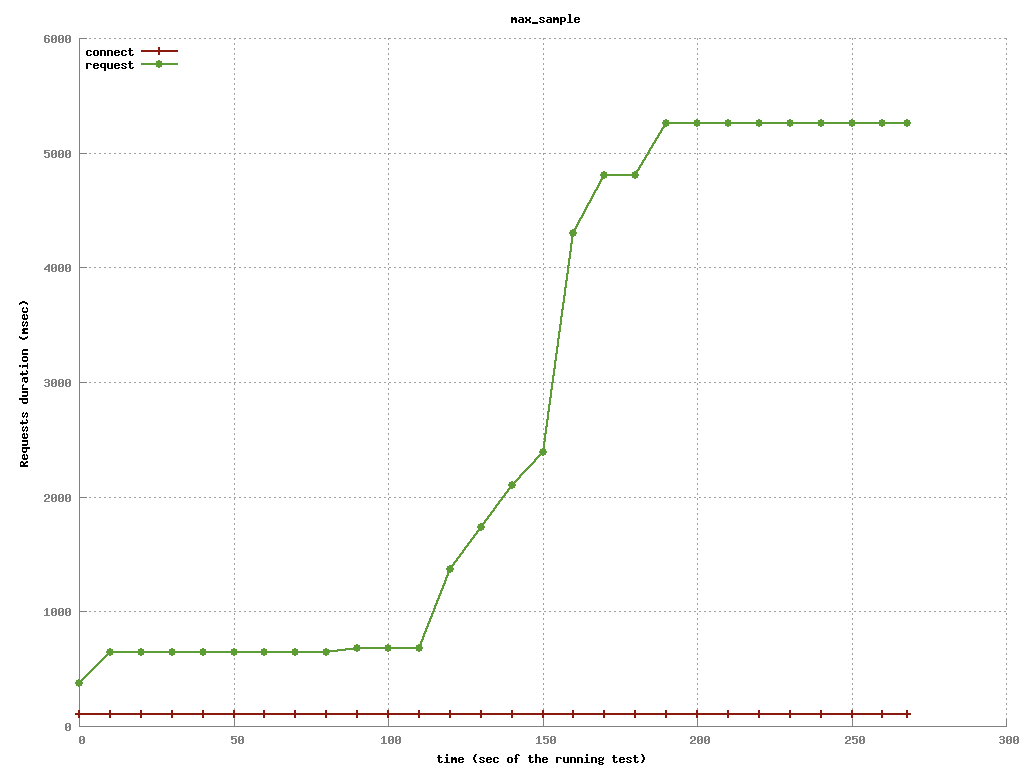 max_sample
6000
connect
request
5000
4000
3000
2000
1000
0
Requests duration (msec)
0 50 100 150 200 250 300
time (sec of the running test)